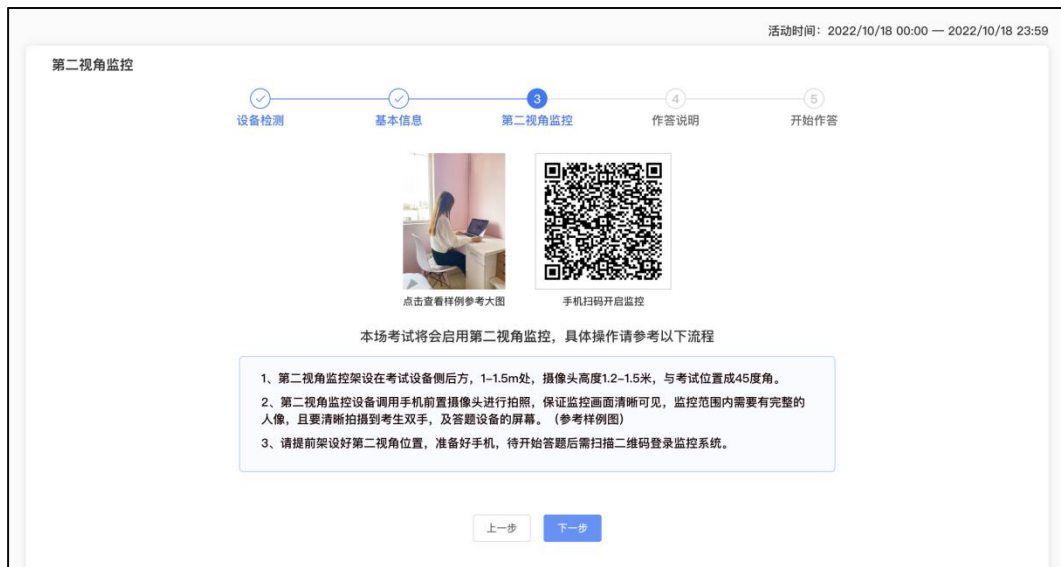 活动时间：2022/10/18 00:00 — 2022/10/18 23:59
第二视角监控
3 4 5
设备检测 基本信息 第二视角监控 作答说明 开始作答
点击查看样例参考大图 手机扫码开启监控
本场考试将会启用第二视角监控，具体操作请参考以下流程
1、第二视角监控架设在考试设备侧后方，1-1.5m处，摄像头高度1.2-1.5米，与考试位置成45度角。
2、第二视角监控设备调用手机前置摄像头进行拍照，保证监控画面清晰可见，监控范围内需要有完整的
人像，且要清晰拍摄到考生双手，及答题设备的屏幕。（参考样例图）
3、请提前架设好第二视角位置，准备好手机，待开始答题后需扫描二维码登录监控系统。
上一步 下一步